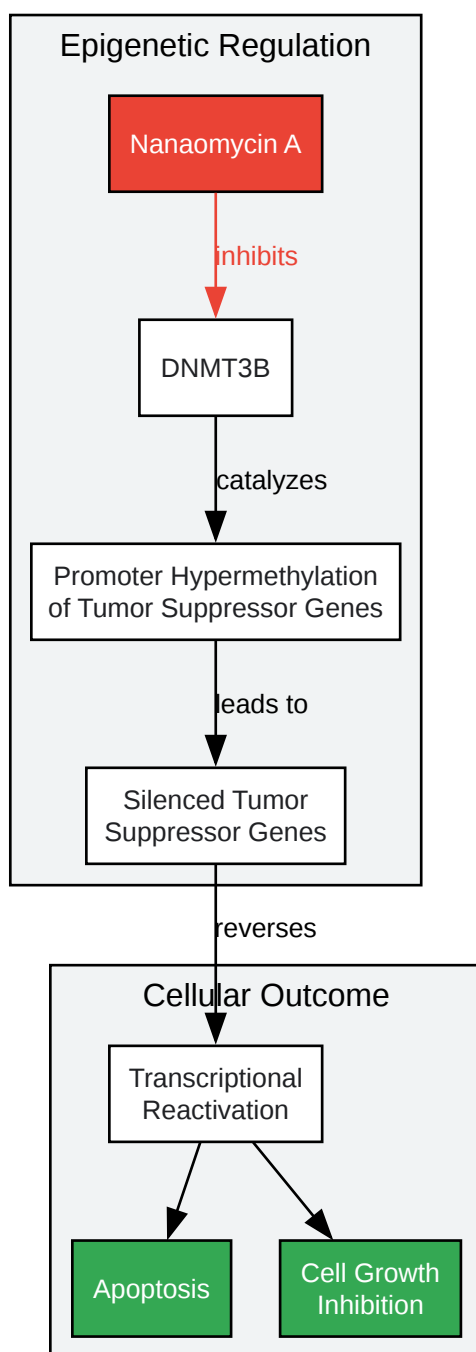 Epigenetic Regulation
Nanaomycin A
inhibits
DNMT3B
catalyzes
Promoter Hypermethylation
of Tumor Suppressor Genes
leads to
Silenced Tumor
Suppressor Genes
reverses
Cellular Outcome
Transcriptional
Reactivation
Apoptosis
Cell Growth
Inhibition